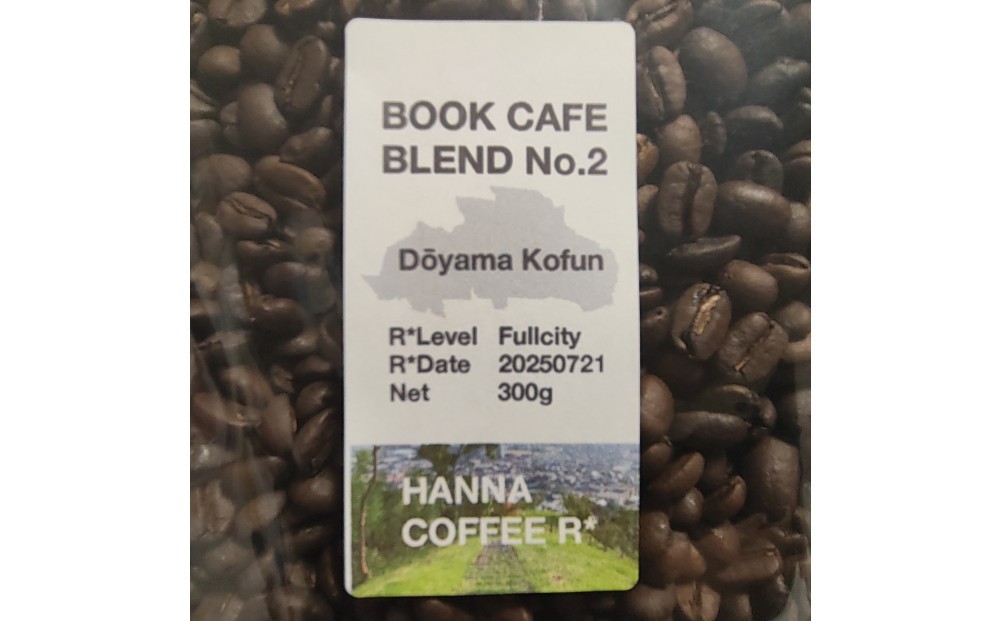 BOOK CAFE
BLEND No.2
Dōyama Kofun
R*Level Fullcity
R*Date 20250721
Net 300g
HANNA
COFFEE R*